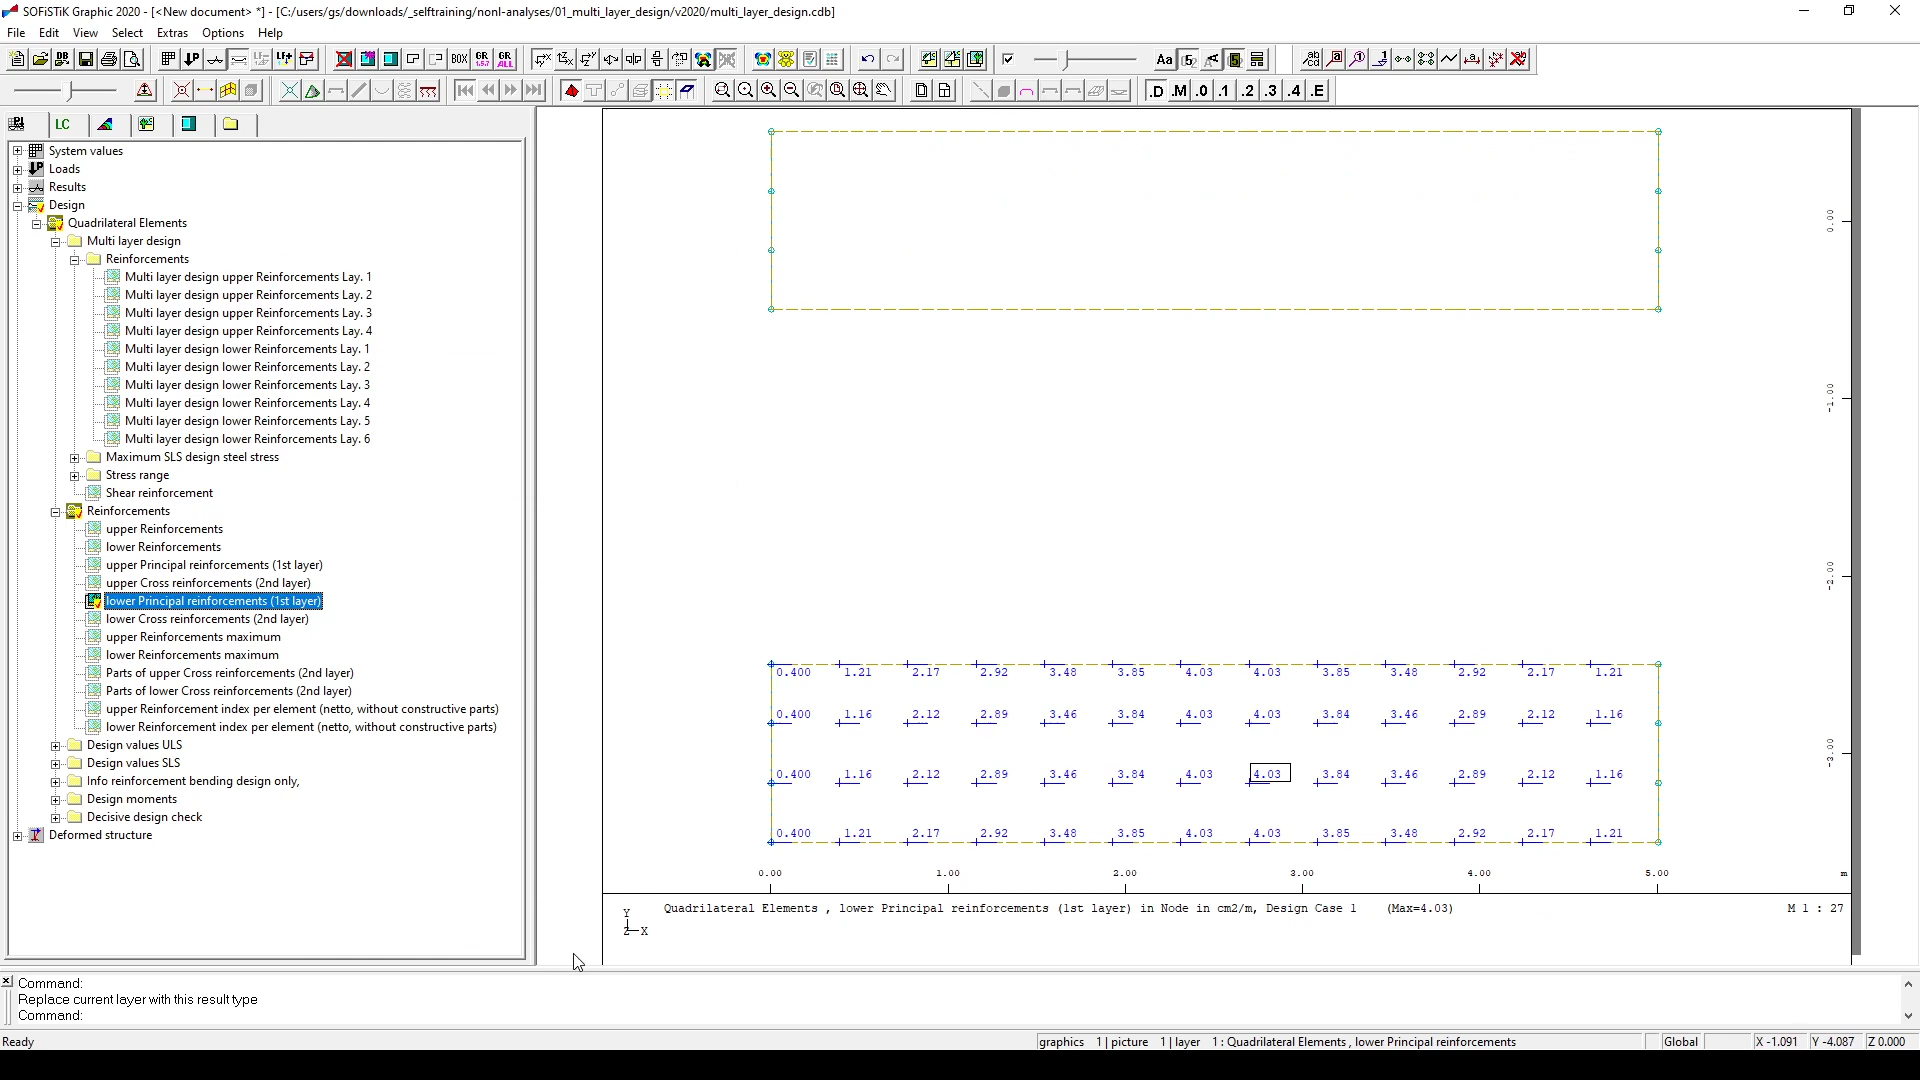 SOFiSTiK Graphic 2020 - [<New document> *] - [C:/users/gs/downloads/_selftraining/nonl-analyses/01_multi_layer_design/v2020/multi_layer_design.cdb]
File Edit View Select Extras Options Help
BOX GR ALL Aa
.D .M .0 .1 .2 .3 .4 .E
LC
System values
Loads
Results
Design
Quadrilateral Elements
Multi layer design
Reinforcements
Multi layer design upper Reinforcements Lay. 1
Multi layer design upper Reinforcements Lay. 2
Multi layer design upper Reinforcements Lay. 3
Multi layer design upper Reinforcements Lay. 4
Multi layer design lower Reinforcements Lay. 1
Multi layer design lower Reinforcements Lay. 2
Multi layer design lower Reinforcements Lay. 3
Multi layer design lower Reinforcements Lay. 4
Multi layer design lower Reinforcements Lay. 5
Multi layer design lower Reinforcements Lay. 6
Maximum SLS design steel stress
Stress range
Shear reinforcement
Reinforcements
upper Reinforcements
lower Reinforcements
upper Principal reinforcements (1st layer)
upper Cross reinforcements (2nd layer)
lower Principal reinforcements (1st layer)
lower Cross reinforcements (2nd layer)
upper Reinforcements maximum
lower Reinforcements maximum
Parts of upper Cross reinforcements (2nd layer)
Parts of lower Cross reinforcements (2nd layer)
upper Reinforcement index per element (netto, without constructive parts)
lower Reinforcement index per element (netto, without constructive parts)
Design values ULS
Design values SLS
Info reinforcement bending design only,
Design moments
Decisive design check
Deformed structure
0.00
-1.00
-2.00
-3.00
0.400 1.21 2.17 2.92 3.48 3.85 4.03 4.03 3.85 3.48 2.92 2.17 1.21
0.400 1.16 2.12 2.89 3.46 3.84 4.03 4.03 3.84 3.46 2.89 2.12 1.16
0.400 1.16 2.12 2.89 3.46 3.84 4.03 4.03 3.84 3.46 2.89 2.12 1.16
0.400 1.21 2.17 2.92 3.48 3.85 4.03 4.03 3.85 3.48 2.92 2.17 1.21
0.00 1.00 2.00 3.00 4.00 5.00 m
Y
Z X
Quadrilateral Elements , lower Principal reinforcements (1st layer) in Node in cm2/m, Design Case 1 (Max=4.03)
M 1 : 27
Command:
Replace current layer with this result type
Command:
Ready
graphics 1 | picture 1 | layer 1 : Quadrilateral Elements , lower Principal reinforcements
Global X -1.091 Y -4.087 Z 0.000